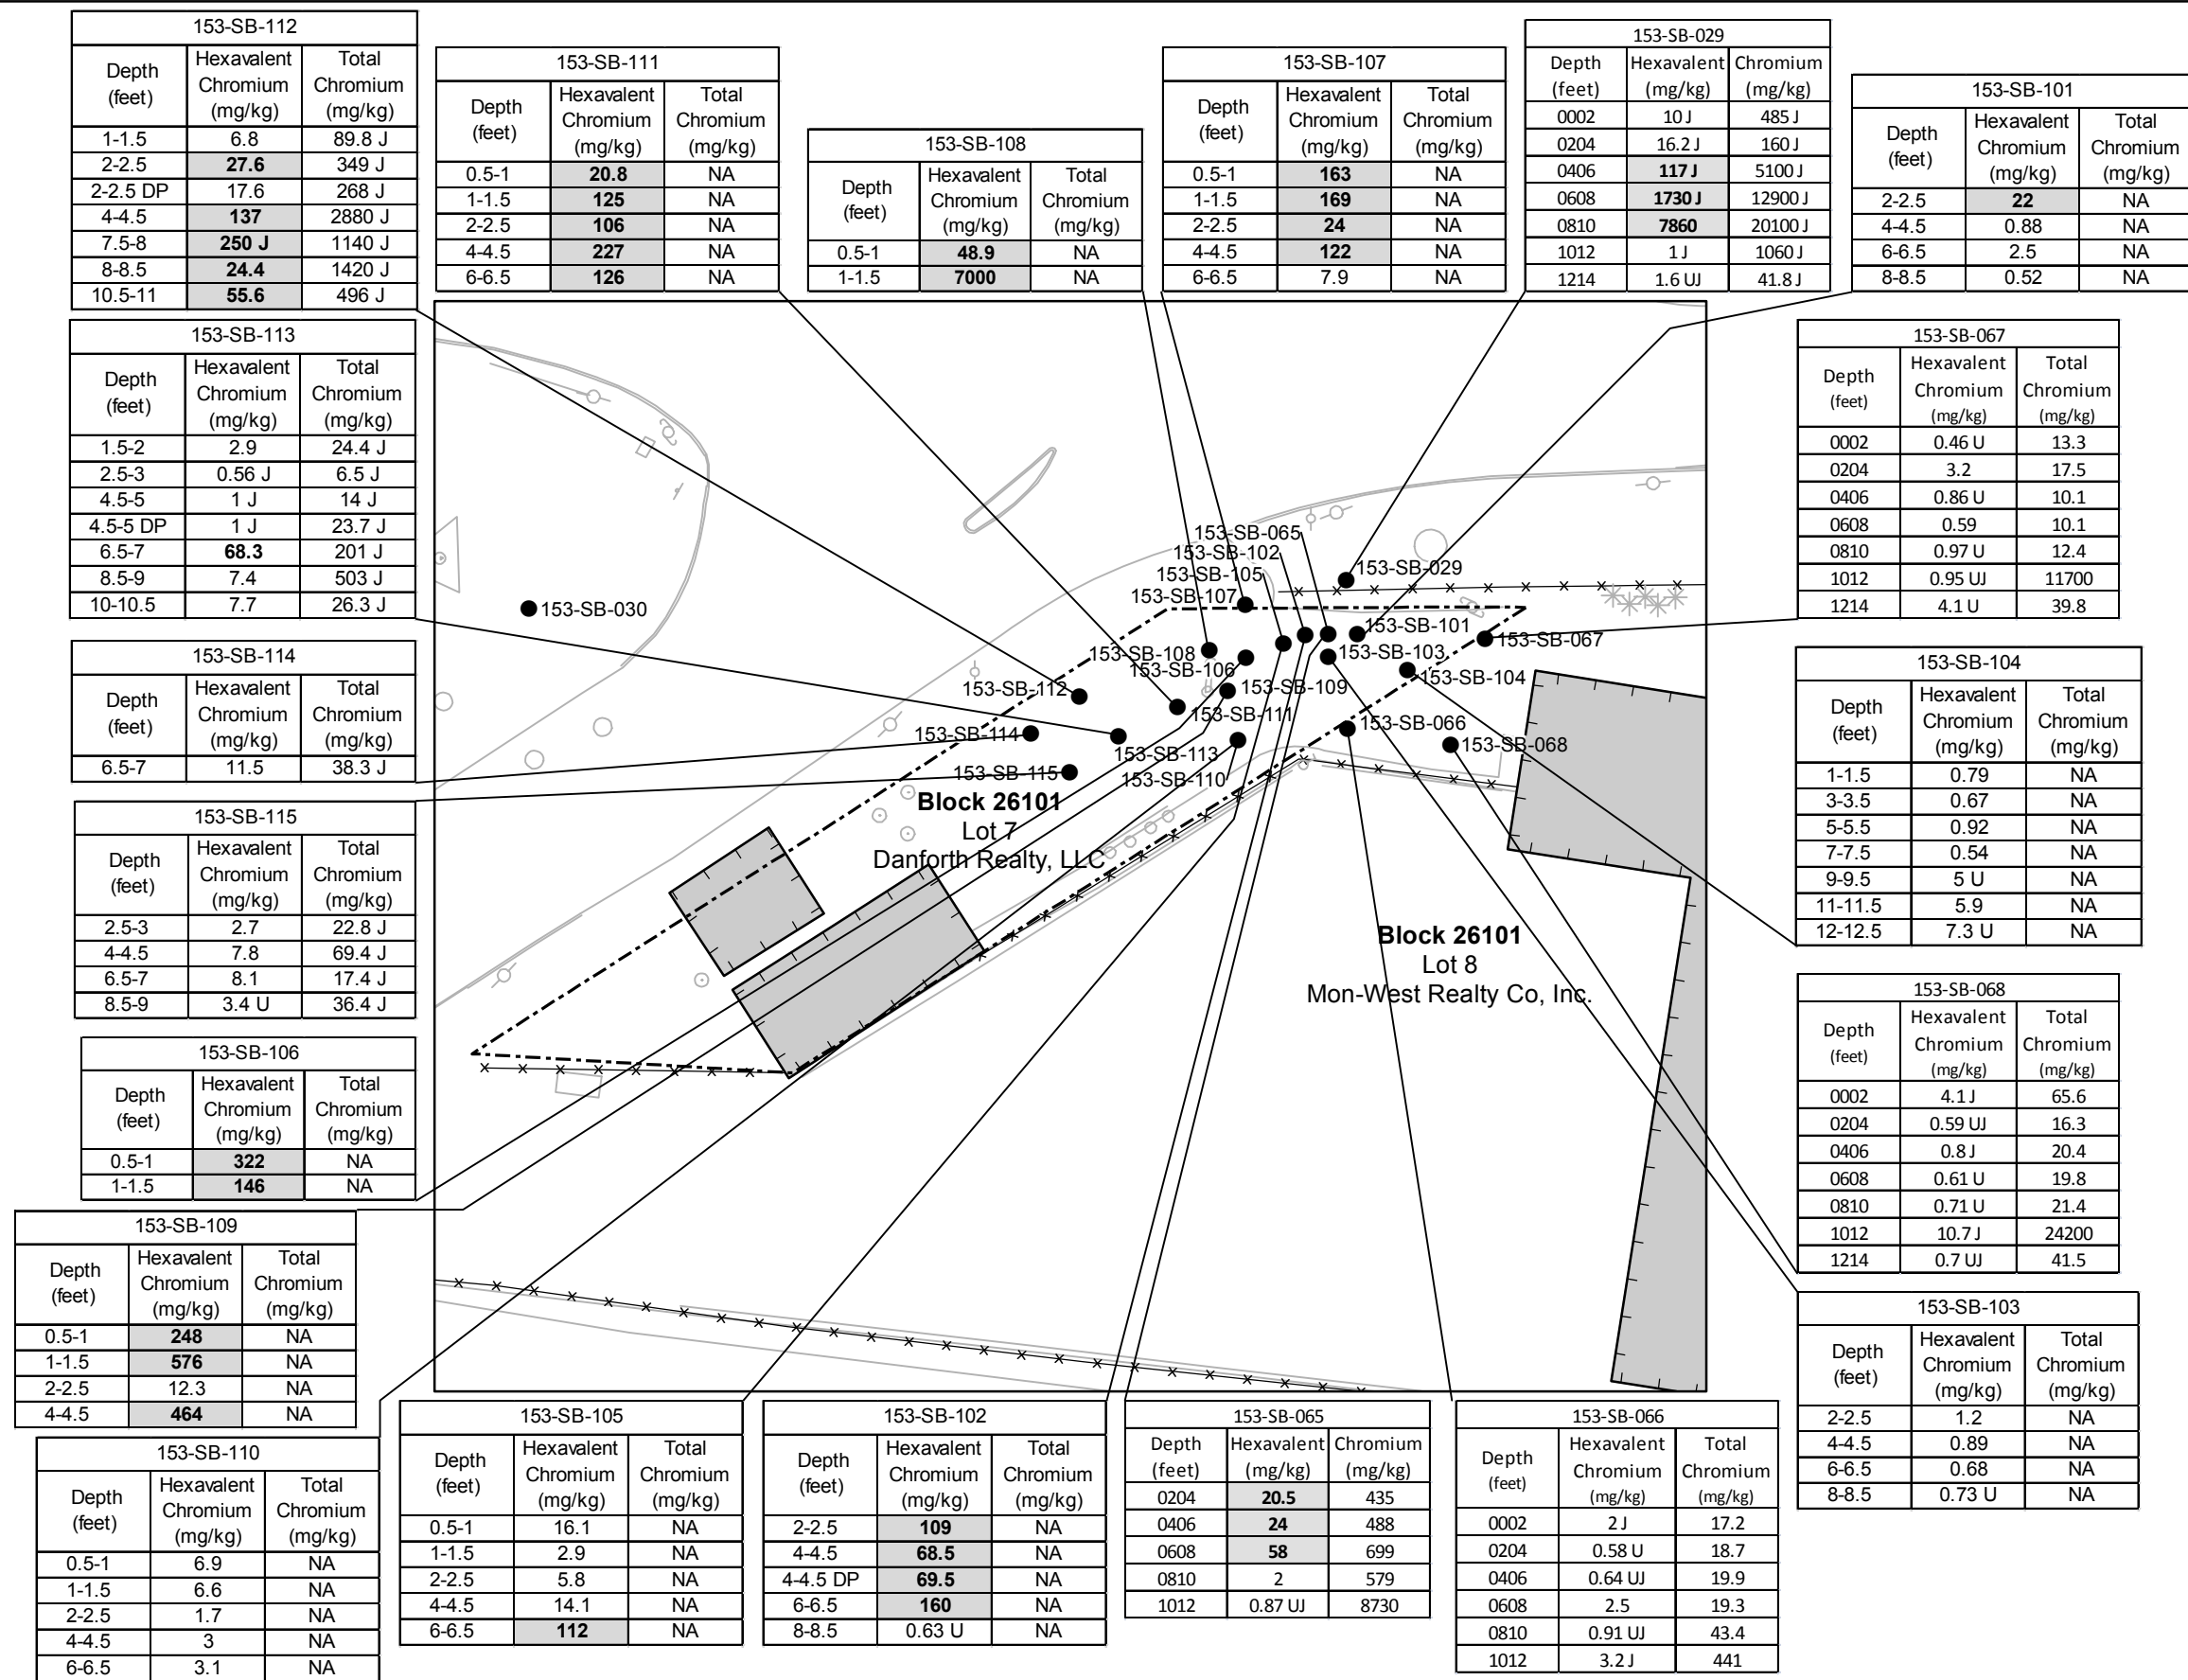 153-SB-112
Depth (feet) Hexavalent Chromium (mg/kg) Total Chromium (mg/kg)
1-1.5 6.8 89.8 J
2-2.5 27.6 349 J
2-2.5 DP 17.6 268 J
4-4.5 137 2880 J
7.5-8 250 J 1140 J
8-8.5 24.4 1420 J
10.5-11 55.6 496 J
153-SB-111
Depth (feet) Hexavalent Chromium (mg/kg) Total Chromium (mg/kg)
0.5-1 20.8 NA
1-1.5 125 NA
2-2.5 106 NA
4-4.5 227 NA
6-6.5 126 NA
153-SB-108
Depth (feet) Hexavalent Chromium (mg/kg) Total Chromium (mg/kg)
0.5-1 48.9 NA
1-1.5 7000 NA
153-SB-107
Depth (feet) Hexavalent Chromium (mg/kg) Total Chromium (mg/kg)
0.5-1 163 NA
1-1.5 169 NA
2-2.5 24 NA
4-4.5 122 NA
6-6.5 7.9 NA
153-SB-029
Depth (feet) Hexavalent (mg/kg) Chromium (mg/kg)
0002 10 J 485 J
0204 16.2 J 160 J
0406 117 J 5100 J
0608 1730 J 12900 J
0810 7860 20100 J
1012 1 J 1060 J
1214 1.6 UJ 41.8 J
153-SB-101
Depth (feet) Hexavalent Chromium (mg/kg) Total Chromium (mg/kg)
2-2.5 22 NA
4-4.5 0.88 NA
6-6.5 2.5 NA
8-8.5 0.52 NA
153-SB-113
Depth (feet) Hexavalent Chromium (mg/kg) Total Chromium (mg/kg)
1.5-2 2.9 24.4 J
2.5-3 0.56 J 6.5 J
4.5-5 1 J 14 J
4.5-5 DP 1 J 23.7 J
6.5-7 68.3 201 J
8.5-9 7.4 503 J
10-10.5 7.7 26.3 J
153-SB-067
Depth (feet) Hexavalent Chromium (mg/kg) Total Chromium (mg/kg)
0002 0.46 U 13.3
0204 3.2 17.5
0406 0.86 U 10.1
0608 0.59 10.1
0810 0.97 U 12.4
1012 0.95 UJ 11700
1214 4.1 U 39.8
153-SB-114
Depth (feet) Hexavalent Chromium (mg/kg) Total Chromium (mg/kg)
6.5-7 11.5 38.3 J
153-SB-104
Depth (feet) Hexavalent Chromium (mg/kg) Total Chromium (mg/kg)
1-1.5 0.79 NA
3-3.5 0.67 NA
5-5.5 0.92 NA
7-7.5 0.54 NA
9-9.5 5 U NA
11-11.5 5.9 NA
12-12.5 7.3 U NA
153-SB-115
Depth (feet) Hexavalent Chromium (mg/kg) Total Chromium (mg/kg)
2.5-3 2.7 22.8 J
4-4.5 7.8 69.4 J
6.5-7 8.1 17.4 J
8.5-9 3.4 U 36.4 J
153-SB-065
153-SB-102
153-SB-105
153-SB-107
153-SB-029
153-SB-030
153-SB-101
153-SB-067
153-SB-108
153-SB-103
153-SB-106
153-SB-104
153-SB-112
153-SB-109
153-SB-111
153-SB-066
153-SB-114
153-SB-068
153-SB-113
153-SB-115
153-SB-110
Block 26101
Lot 7
Danforth Realty, LLC
Block 26101
Lot 8
Mon-West Realty Co, Inc.
153-SB-068
Depth (feet) Hexavalent Chromium (mg/kg) Total Chromium (mg/kg)
0002 4.1 J 65.6
0204 0.59 UJ 16.3
0406 0.8 J 20.4
0608 0.61 U 19.8
0810 0.71 U 21.4
1012 10.7 J 24200
1214 0.7 UJ 41.5
153-SB-106
Depth (feet) Hexavalent Chromium (mg/kg) Total Chromium (mg/kg)
0.5-1 322 NA
1-1.5 146 NA
153-SB-109
Depth (feet) Hexavalent Chromium (mg/kg) Total Chromium (mg/kg)
0.5-1 248 NA
1-1.5 576 NA
2-2.5 12.3 NA
4-4.5 464 NA
153-SB-103
Depth (feet) Hexavalent Chromium (mg/kg) Total Chromium (mg/kg)
2-2.5 1.2 NA
4-4.5 0.89 NA
6-6.5 0.68 NA
8-8.5 0.73 U NA
153-SB-110
Depth (feet) Hexavalent Chromium (mg/kg) Total Chromium (mg/kg)
0.5-1 6.9 NA
1-1.5 6.6 NA
2-2.5 1.7 NA
4-4.5 3 NA
6-6.5 3.1 NA
153-SB-105
Depth (feet) Hexavalent Chromium (mg/kg) Total Chromium (mg/kg)
0.5-1 16.1 NA
1-1.5 2.9 NA
2-2.5 5.8 NA
4-4.5 14.1 NA
6-6.5 112 NA
153-SB-102
Depth (feet) Hexavalent Chromium (mg/kg) Total Chromium (mg/kg)
2-2.5 109 NA
4-4.5 68.5 NA
4-4.5 DP 69.5 NA
6-6.5 160 NA
8-8.5 0.63 U NA
153-SB-065
Depth (feet) Hexavalent (mg/kg) Chromium (mg/kg)
0204 20.5 435
0406 24 488
0608 58 699
0810 2 579
1012 0.87 UJ 8730
153-SB-066
Depth (feet) Hexavalent Chromium (mg/kg) Total Chromium (mg/kg)
0002 2 J 17.2
0204 0.58 U 18.7
0406 0.64 UJ 19.9
0608 2.5 19.3
0810 0.91 UJ 43.4
1012 3.2 J 441